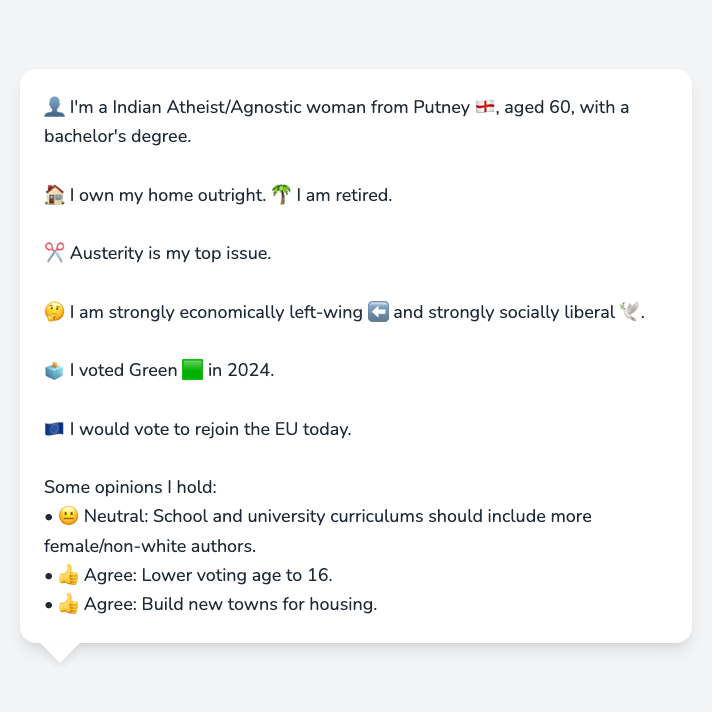 👤 I'm a Indian Atheist/Agnostic woman from Putney 🏴󠁧󠁢󠁥󠁮󠁧󠁿, aged 60, with a
bachelor's degree.
🏠 I own my home outright. 🌴 I am retired.
✂️ Austerity is my top issue.
🤔 I am strongly economically left-wing ⬅️ and strongly socially liberal 🕊️.
🗳️ I voted Green 🟩 in 2024.
🇪🇺 I would vote to rejoin the EU today.
Some opinions I hold:
• 😐 Neutral: School and university curriculums should include more
female/non-white authors.
• 👍 Agree: Lower voting age to 16.
• 👍 Agree: Build new towns for housing.